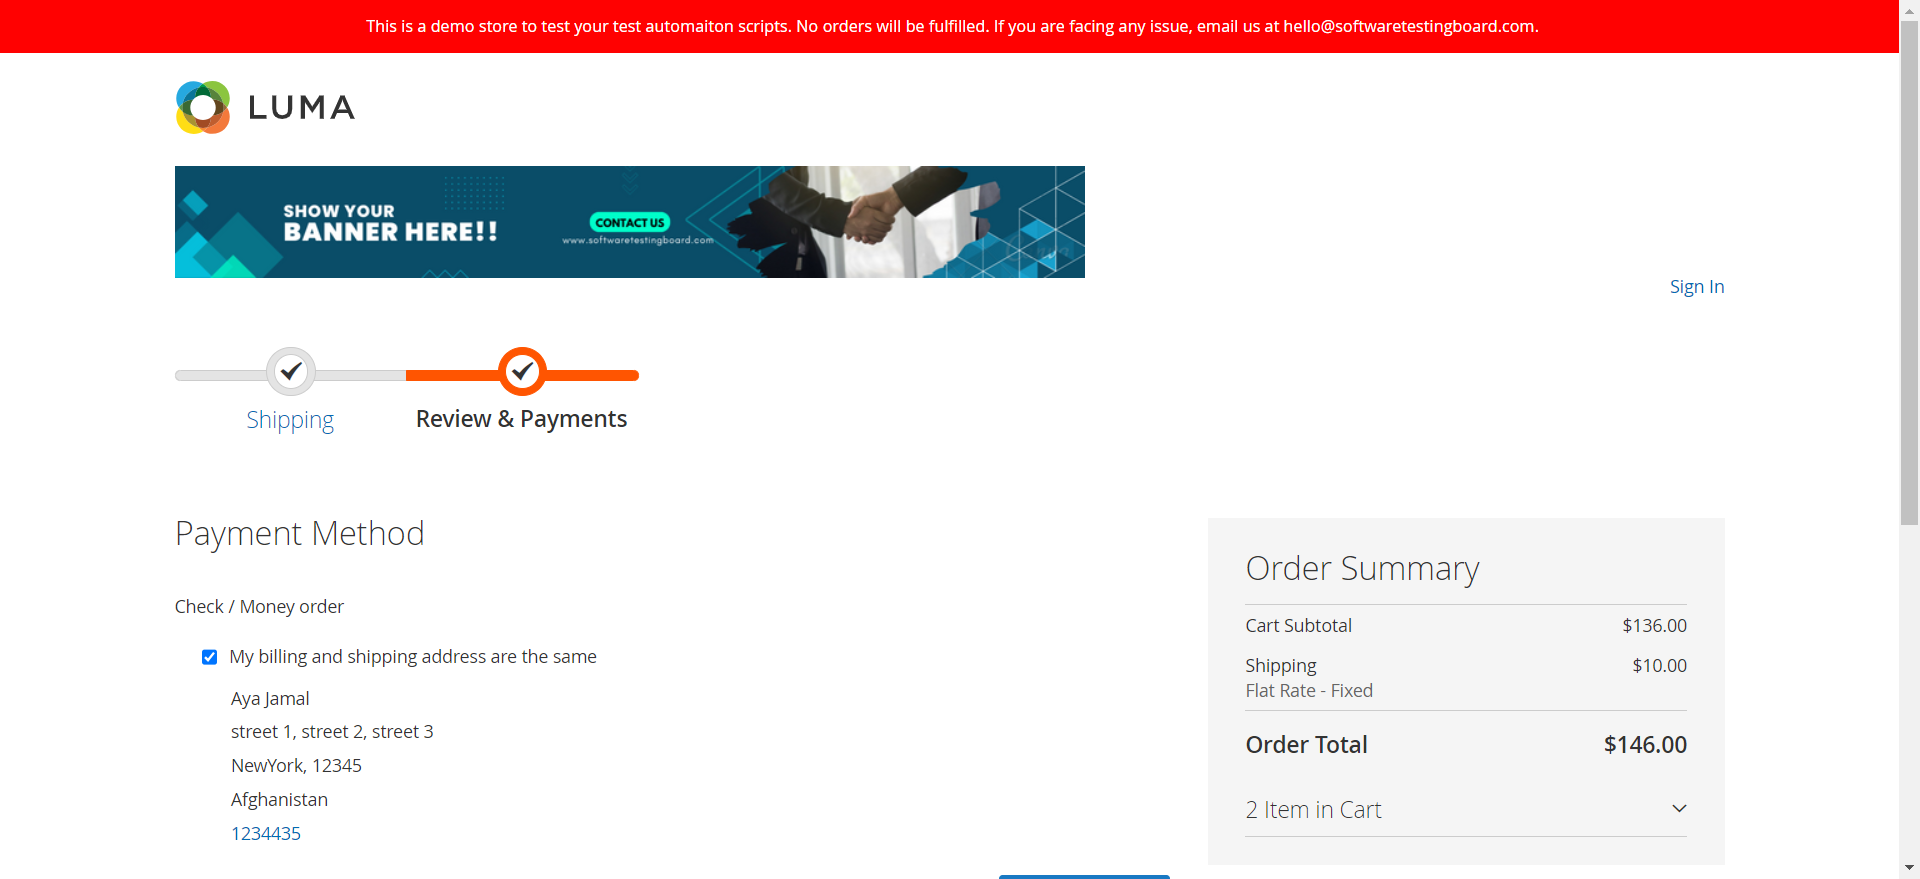 This is a demo store to test your test automaiton scripts. No orders will be fulfilled. If you are facing any issue, email us at hello@softwaretestingboard.com.
LUMA
SHOW YOUR
BANNER HERE!!
CONTACT US
www.softwaretestingboard.com
Sign In
Shipping
Review & Payments
Payment Method
Check / Money order
My billing and shipping address are the same
Aya Jamal
street 1, street 2, street 3
NewYork, 12345
Afghanistan
1234435
Order Summary
Cart Subtotal $136.00
Shipping $10.00
Flat Rate - Fixed
Order Total $146.00
2 Item in Cart